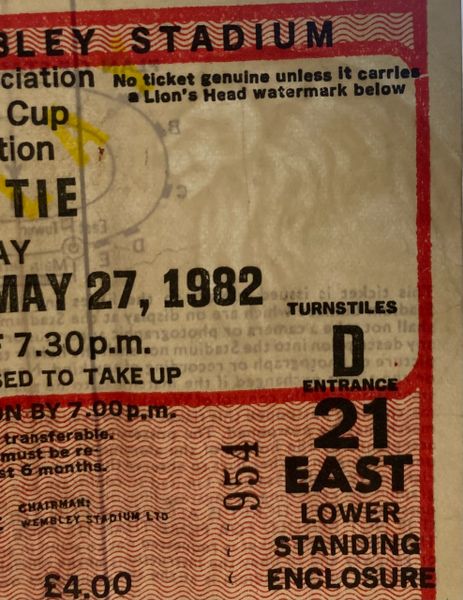 BLEY STADIUM
ciation
No ticket genuine unless it carries
a Lion's Head watermark below
Cup
tion
TIE
AY
MAY 27, 1982
F 7.30p.m.
SED TO TAKE UP
ON BY 7.00p.m.
transferable.
must be re-
st 6 months.
CHAIRMAN:
WEMBLEY STADIUM LTD
£4.00
954
TURNSTILES
D
ENTRANCE
21
EAST
LOWER
STANDING
ENCLOSURE